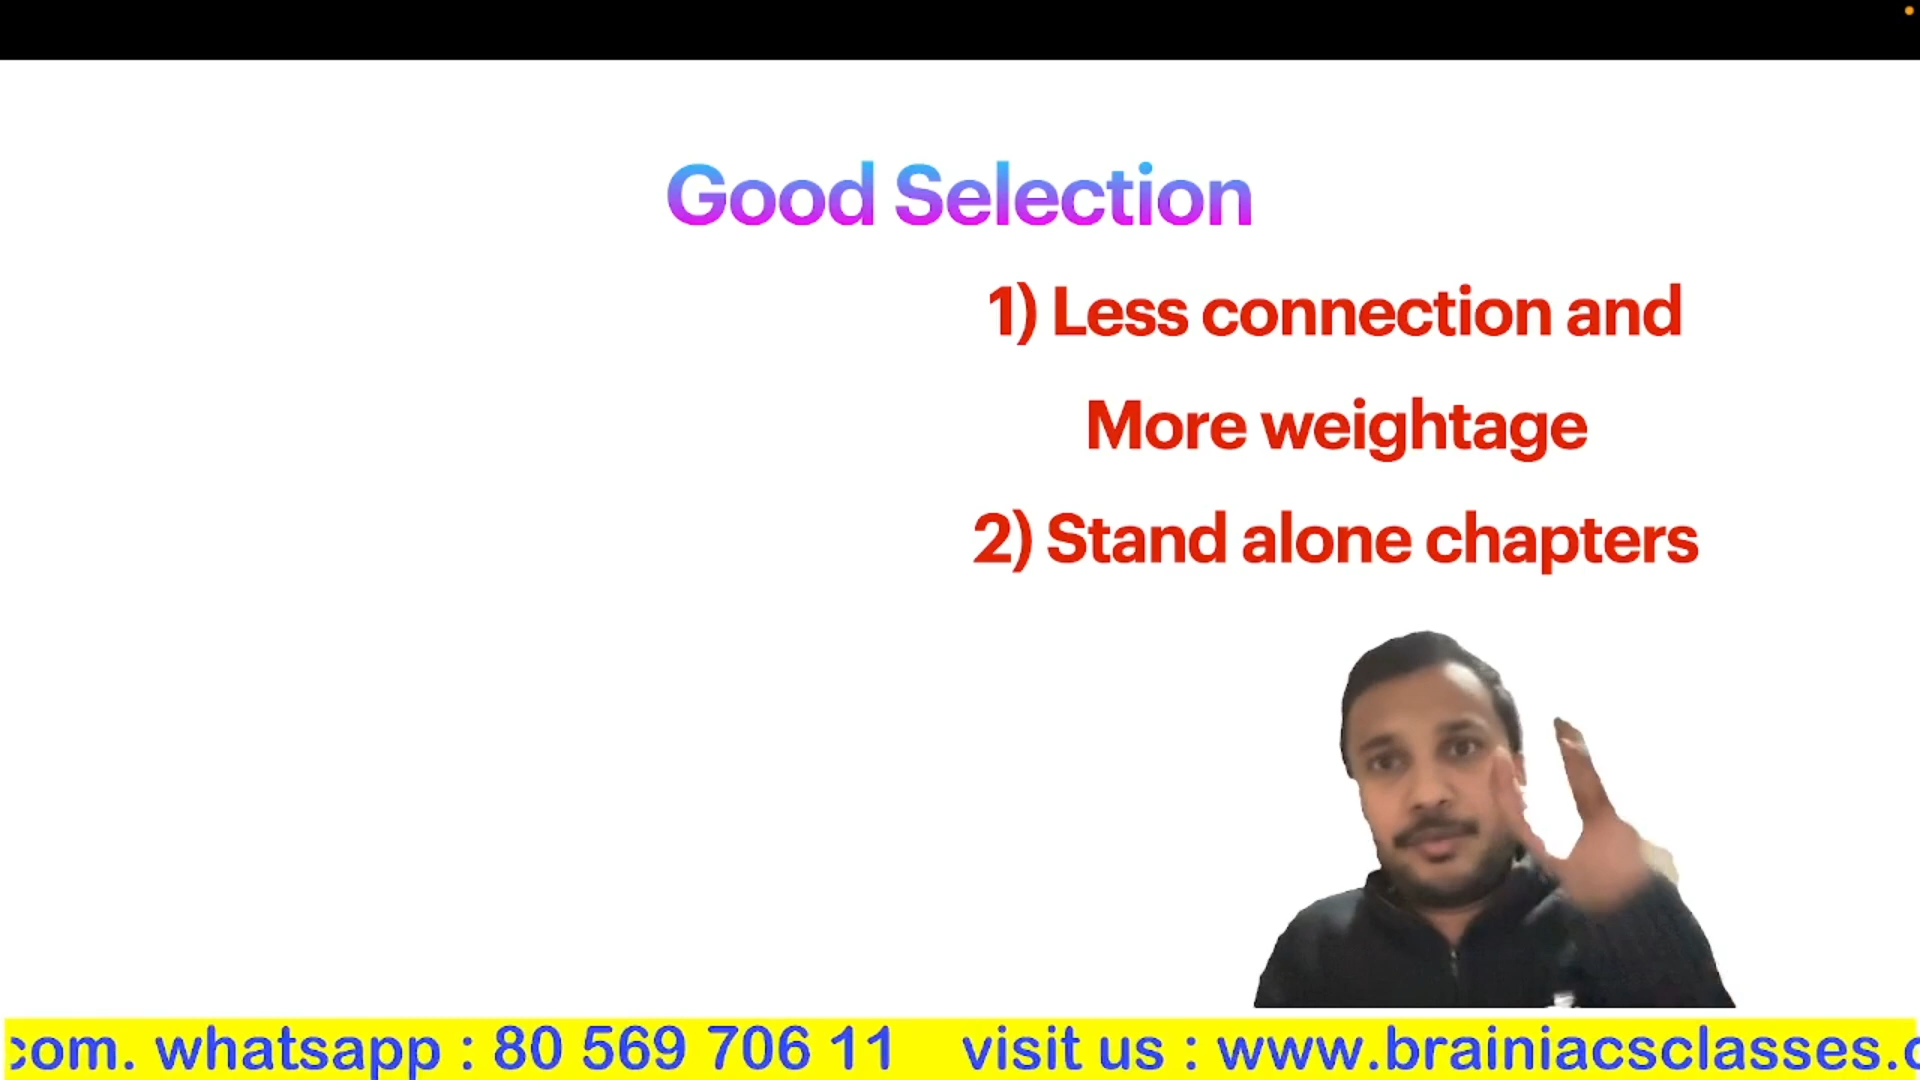 Good Selection
1) Less connection and
More weightage
2) Stand alone chapters
com. whatsapp : 80 569 706 11 visit us : www.brainiacsclasses.c